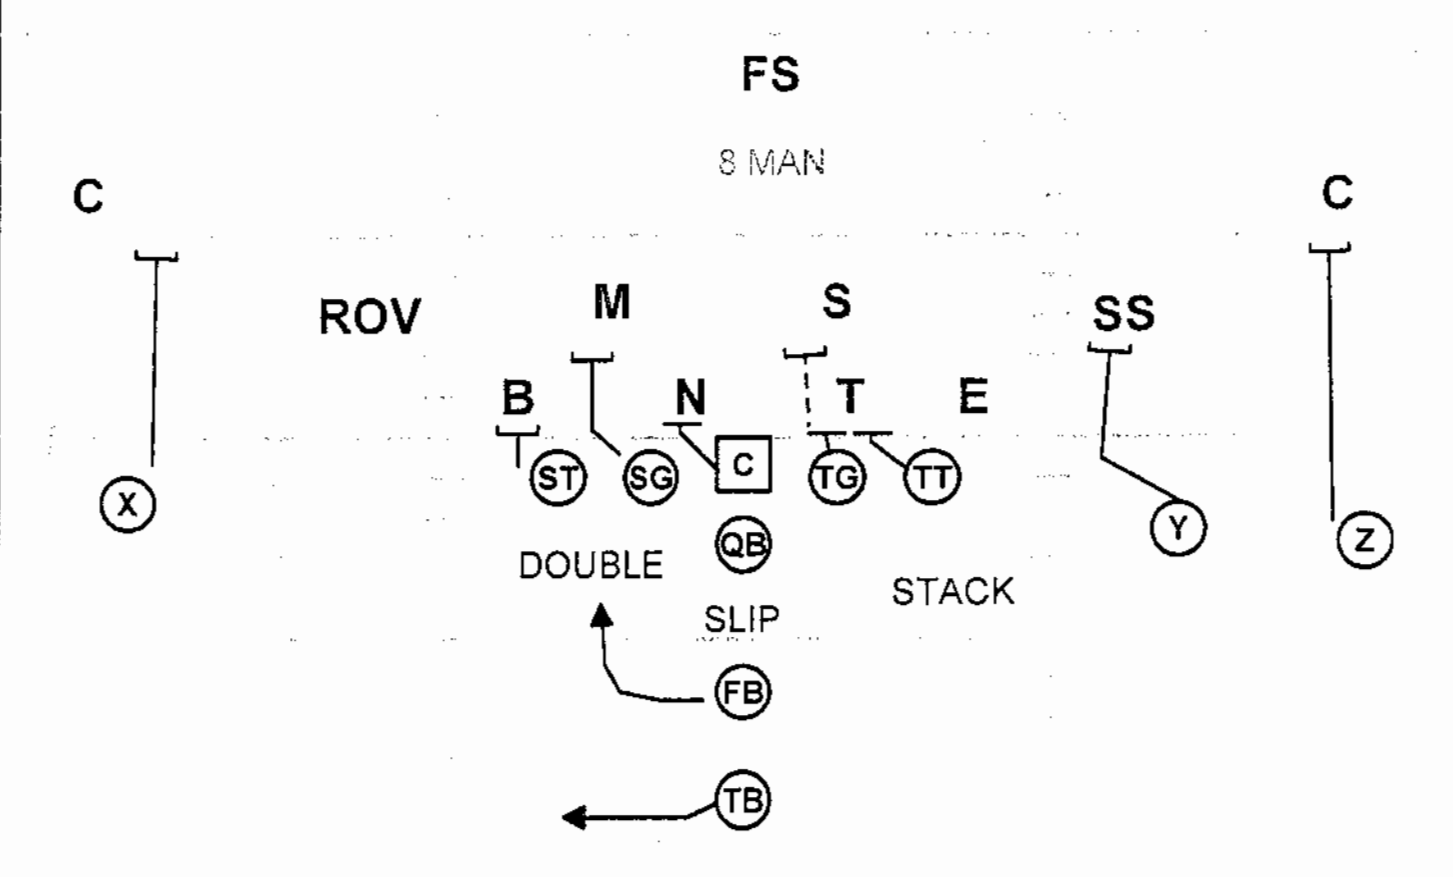 FS
8 MAN
C C
ROV M S SS
B N T E
X ST SG C TG TT Y Z
QB
DOUBLE STACK
SLIP
FB
TB